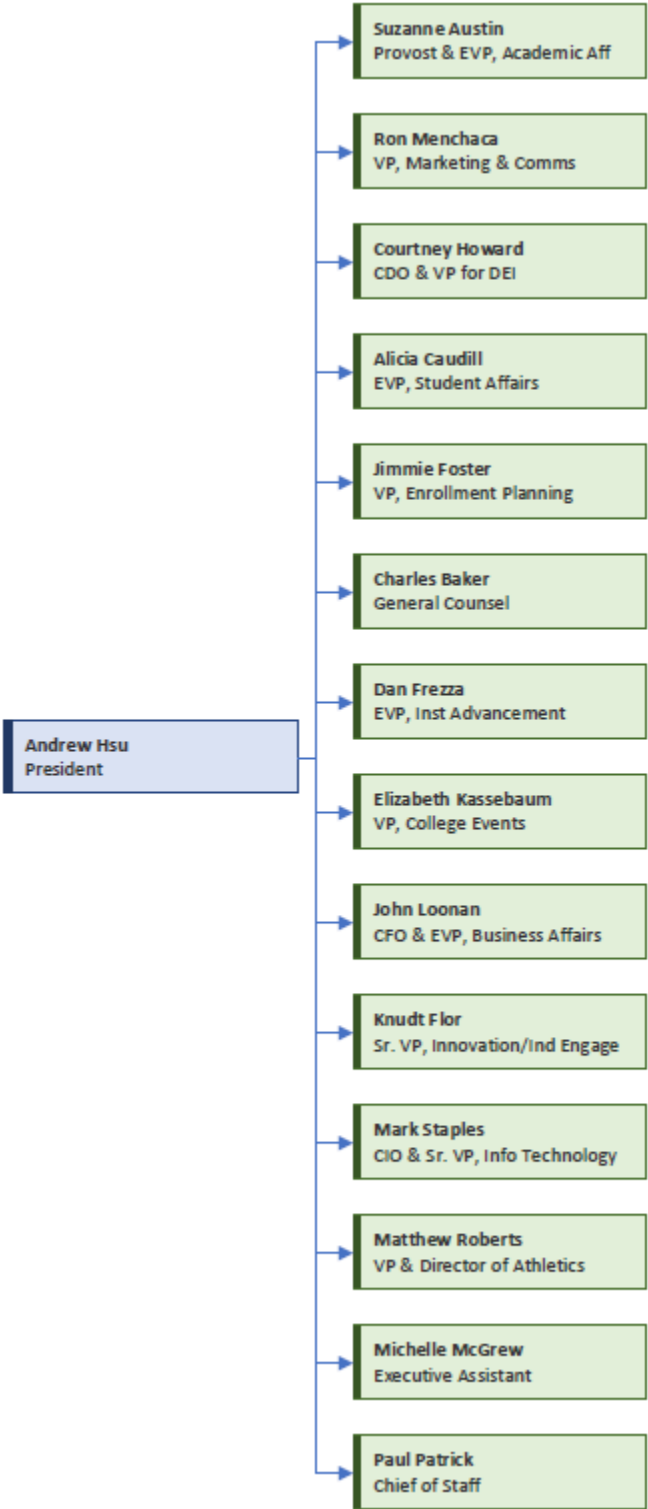 Suzanne Austin
Provost & EVP, Academic Aff
Ron Menchaca
VP, Marketing & Comms
Courtney Howard
CDO & VP for DEI
Alicia Caudill
EVP, Student Affairs
Jimmie Foster
VP, Enrollment Planning
Charles Baker
General Counsel
Dan Frezza
EVP, Inst Advancement
Andrew Hsu
President
Elizabeth Kassebaum
VP, College Events
John Loonan
CFO & EVP, Business Affairs
Knudt Flor
Sr. VP, Innovation/Ind Engage
Mark Staples
CIO & Sr. VP, Info Technology
Matthew Roberts
VP & Director of Athletics
Michelle McGrew
Executive Assistant
Paul Patrick
Chief of Staff